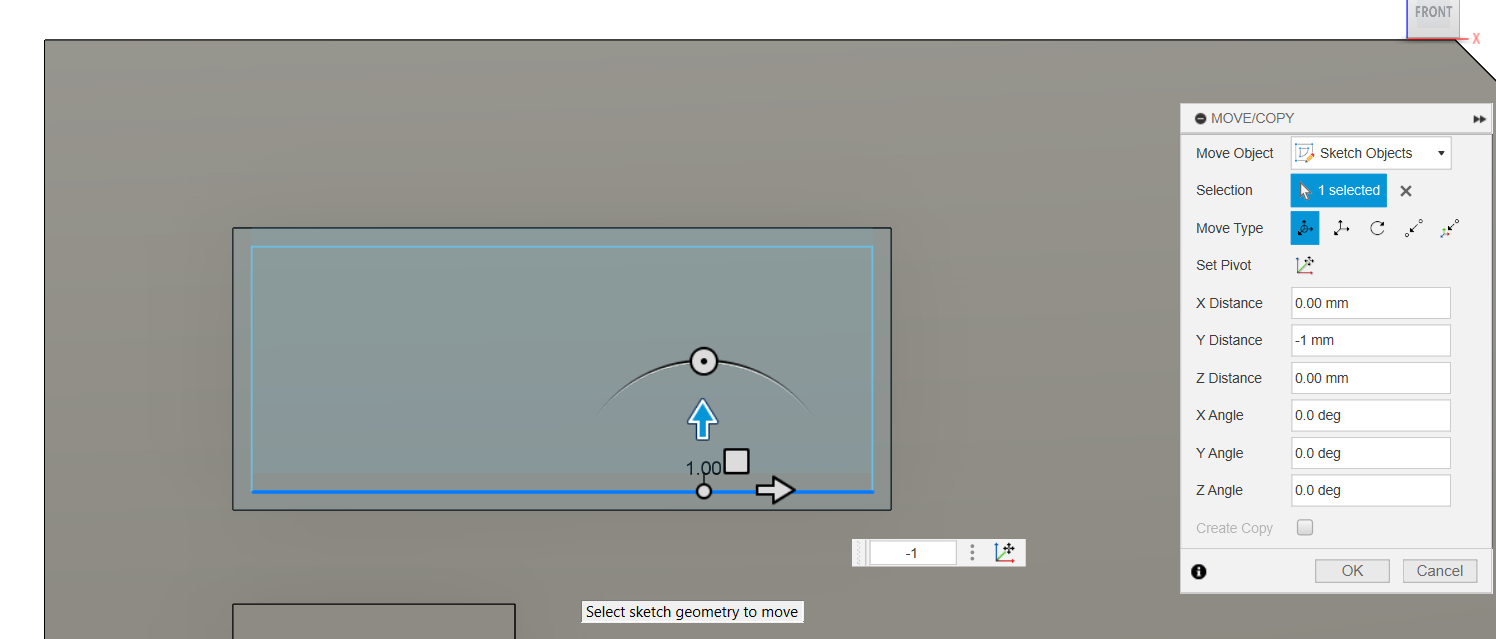 FRONT
X
MOVE/COPY
Move Object Sketch Objects
Selection 1 selected
Move Type
Set Pivot
X Distance 0.00 mm
Y Distance -1 mm
Z Distance 0.00 mm
X Angle 0.0 deg
Y Angle 0.0 deg
Z Angle 0.0 deg
Create Copy
OK Cancel
1.00
-1
Select sketch geometry to move